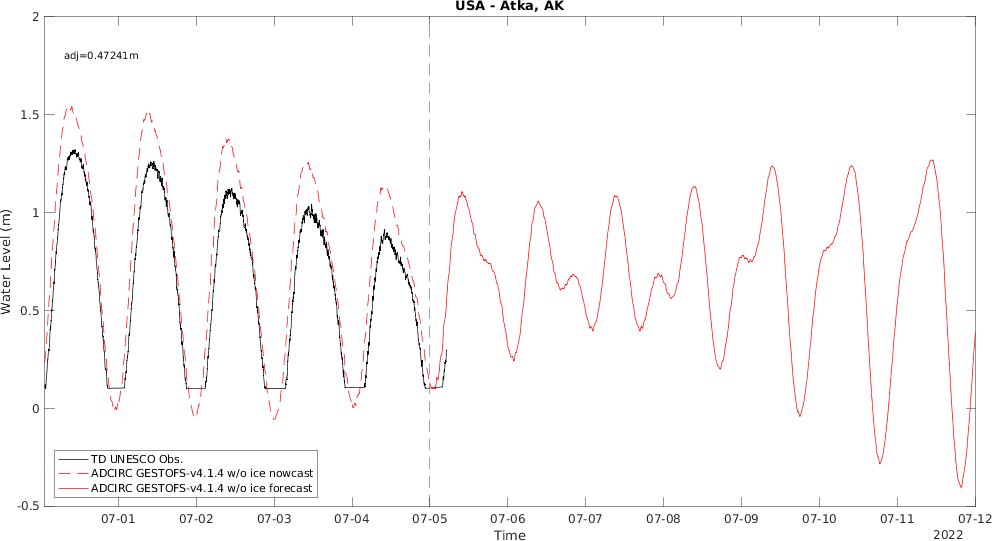 USA - Atka, AK
2
adj=0.47241m
1.5
1
0.5
0
-0.5
Water Level (m)
TD UNESCO Obs.
ADCIRC GESTOFS-v4.1.4 w/o ice nowcast
ADCIRC GESTOFS-v4.1.4 w/o ice forecast
07-01 07-02 07-03 07-04 07-05 07-06 07-07 07-08 07-09 07-10 07-11 07-12
Time
2022